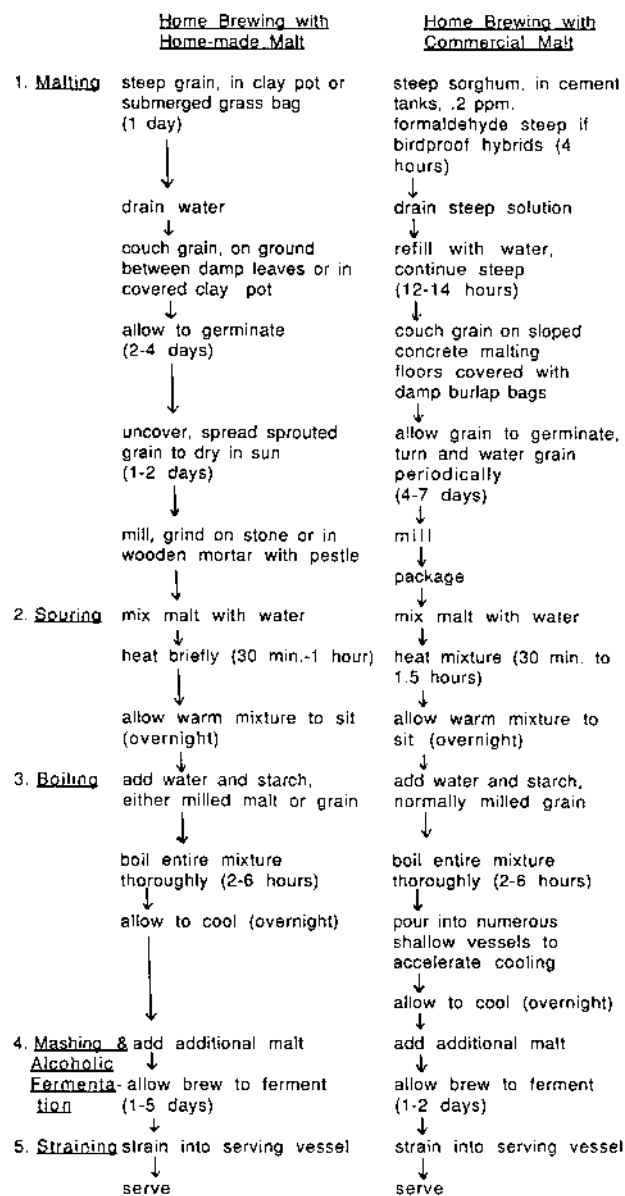 Home Brewing with
Home-made Malt
Home Brewing with
Commercial Malt
1. Malting
steep grain, in clay pot or
submerged grass bag
(1 day)
drain water
couch grain, on ground
between damp leaves or in
covered clay pot
allow to germinate
(2-4 days)
uncover, spread sprouted
grain to dry in sun
(1-2 days)
mill, grind on stone or in
wooden mortar with pestle
steep sorghum, in cement
tanks, .2 ppm.
formaldehyde steep if
birdproof hybrids (4
hours)
drain steep solution
refill with water,
continue steep
(12-14 hours)
couch grain on sloped
concrete malting
floors covered with
damp burlap bags
allow grain to germinate,
turn and water grain
periodically
(4-7 days)
mill
package
2. Souring
mix malt with water
heat briefly (30 min.-1 hour)
allow warm mixture to sit
(overnight)
mix malt with water
heat mixture (30 min. to
1.5 hours)
allow warm mixture to
sit (overnight)
3. Boiling
add water and starch,
either milled malt or grain
boil entire mixture
thoroughly (2-6 hours)
allow to cool (overnight)
add water and starch,
normally milled grain
boil entire mixture
thoroughly (2-6 hours)
pour into numerous
shallow vessels to
accelerate cooling
allow to cool (overnight)
4. Mashing &
Alcoholic
Fermenta-
tion
add additional malt
allow brew to ferment
(1-5 days)
add additional malt
allow brew to ferment
(1-2 days)
5. Straining
strain into serving vessel
serve
strain into serving vessel
serve